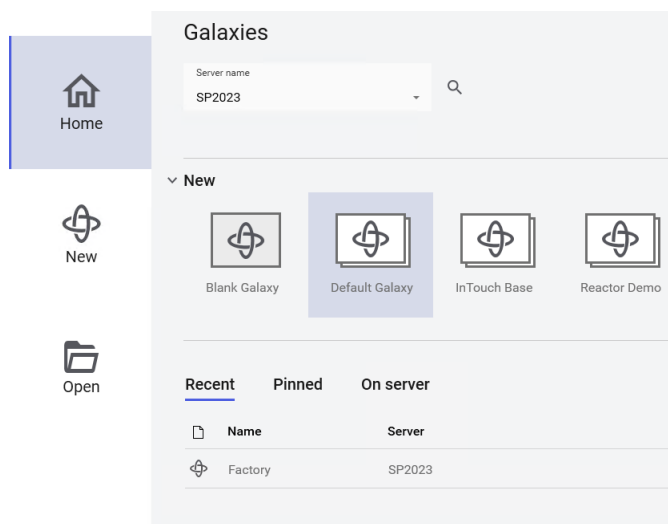 Galaxies
Server name
SP2023
Home
New
New
Blank Galaxy Default Galaxy InTouch Base Reactor Demo
Open
Recent Pinned On server
Name Server
Factory SP2023